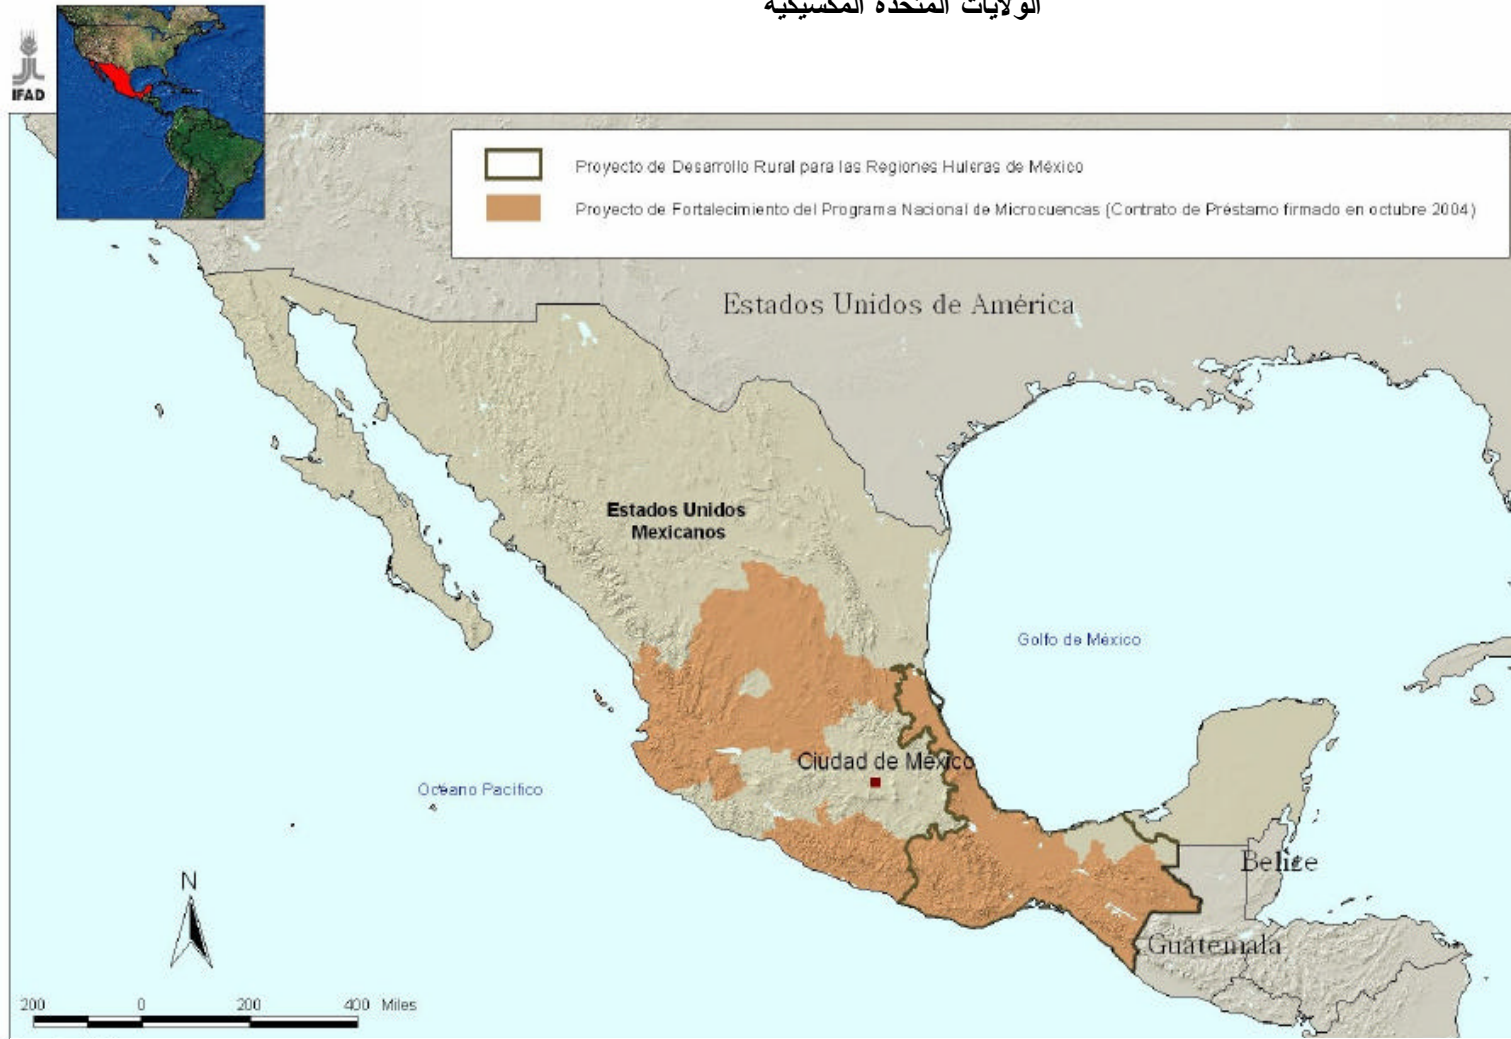 الولايات المتحدة المكسيكية
IFAD
Proyecto de Desarrollo Rural para las Regiones Huleras de México
Proyecto de Fortalecimiento del Programa Nacional de Microcuencas (Contrato de Préstamo firmado en octubre 2004)
Estados Unidos de América
Estados Unidos
Mexicanos
Golfo de México
Ciudad de México
Océano Pacífico
Belize
N
Guatemala
200 0 200 400 Miles